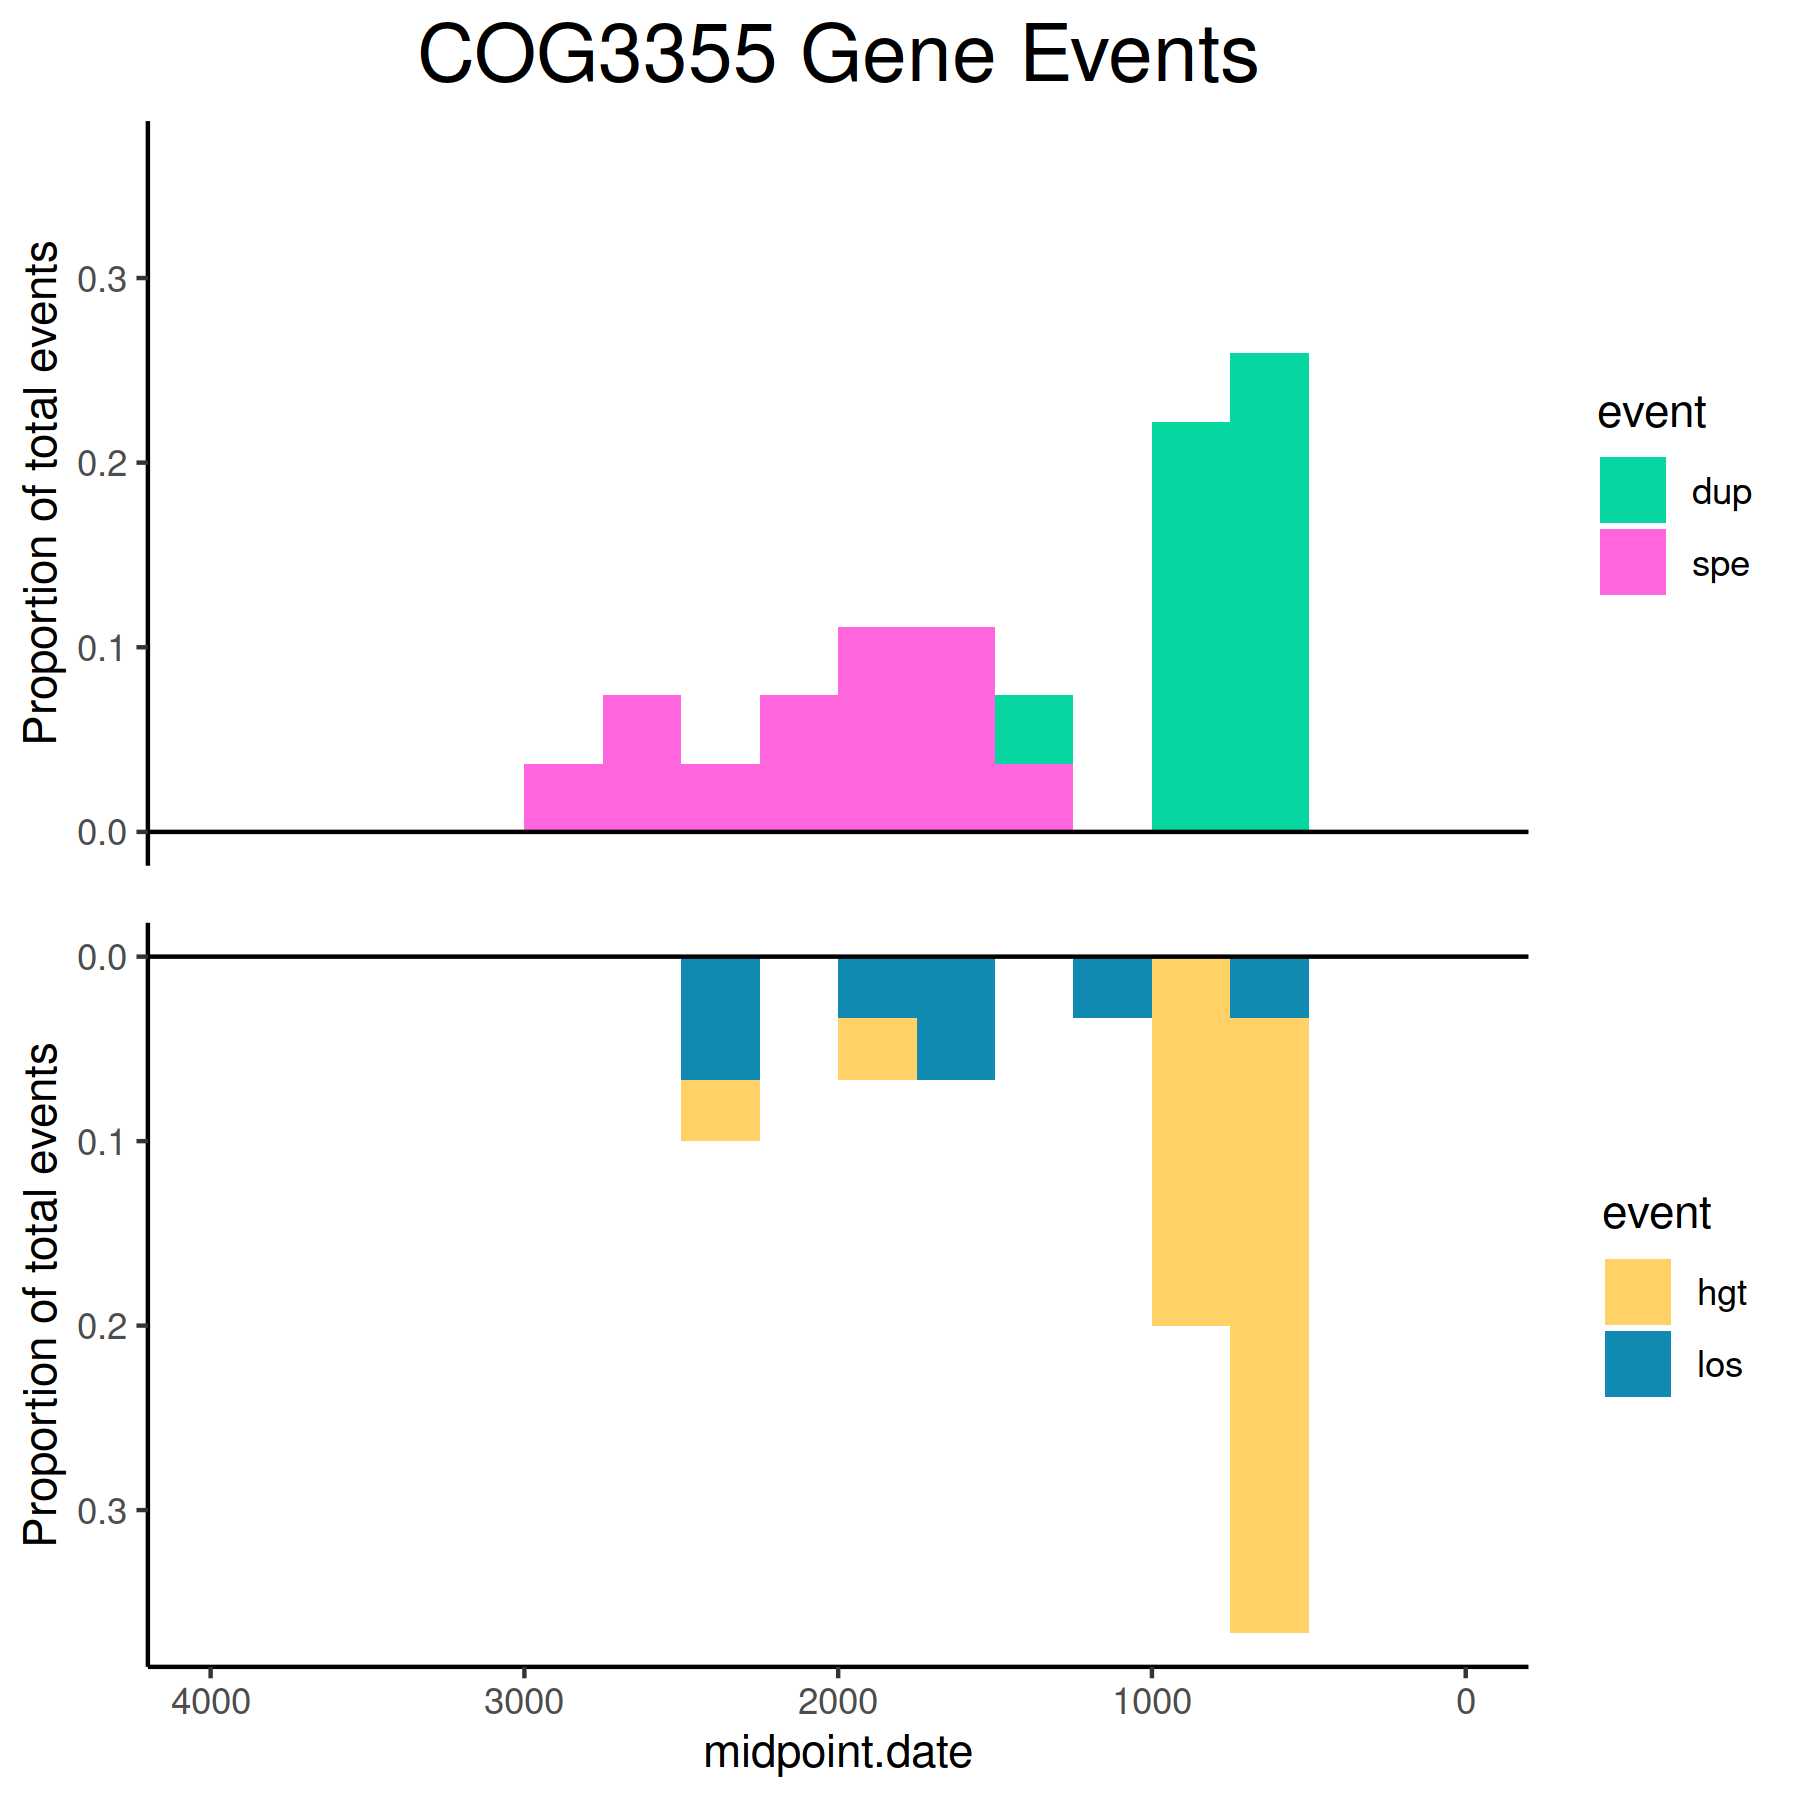 COG3355 Gene Events
Proportion of total events
0.3
0.2
0.1
0.0
event
dup
spe
Proportion of total events
0.0
0.1
0.2
0.3
event
hgt
los
4000 3000 2000 1000 0
midpoint.date